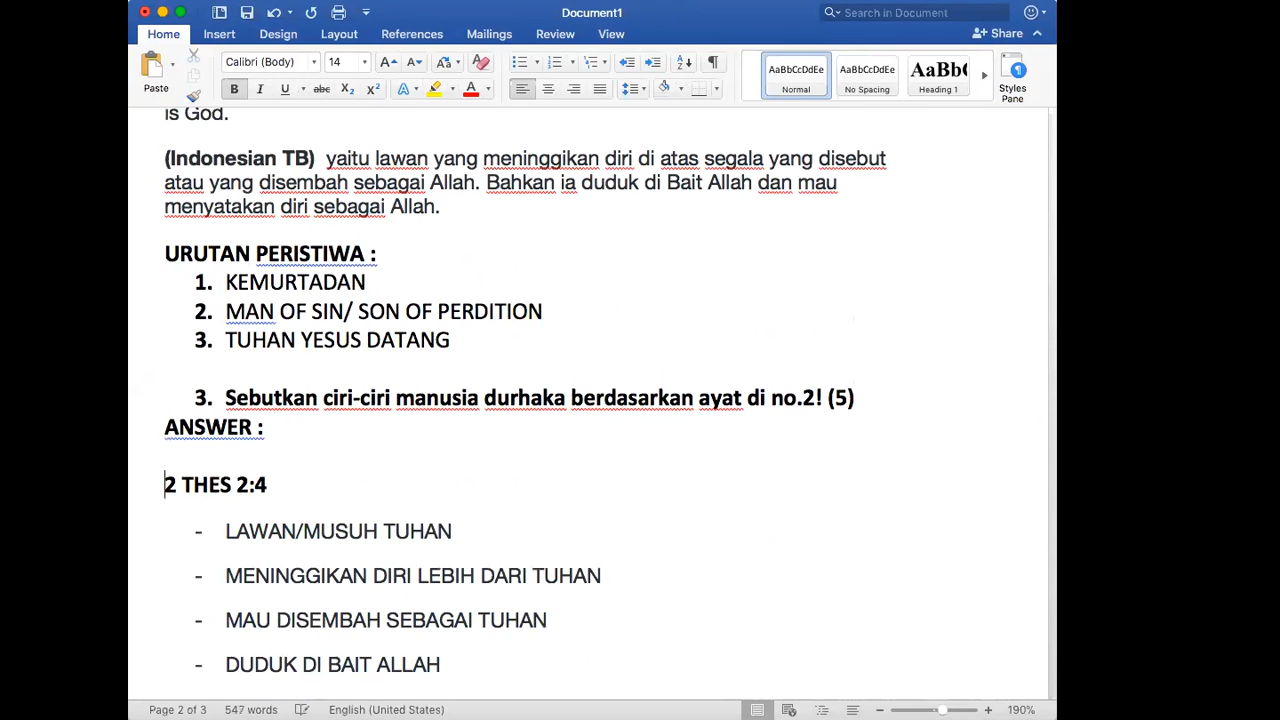 Document1
Search in Document
Home Insert Design Layout References Mailings Review View
Share
Paste
Calibri (Body) 14
AaBbCcDdEe AaBbCcDdEe AaBbC
Normal No Spacing Heading 1
Styles Pane
is God.
(Indonesian TB) yaitu lawan yang meninggikan diri di atas segala yang disebut
atau yang disembah sebagai Allah. Bahkan ia duduk di Bait Allah dan mau
menyatakan diri sebagai Allah.
URUTAN PERISTIWA :
1. KEMURTADAN
2. MAN OF SIN/ SON OF PERDITION
3. TUHAN YESUS DATANG
3. Sebutkan ciri-ciri manusia durhaka berdasarkan ayat di no.2! (5)
ANSWER :
2 THES 2:4
- LAWAN/MUSUH TUHAN
- MENINGGIKAN DIRI LEBIH DARI TUHAN
- MAU DISEMBAH SEBAGAI TUHAN
- DUDUK DI BAIT ALLAH
Page 2 of 3 547 words English (United States) 190%